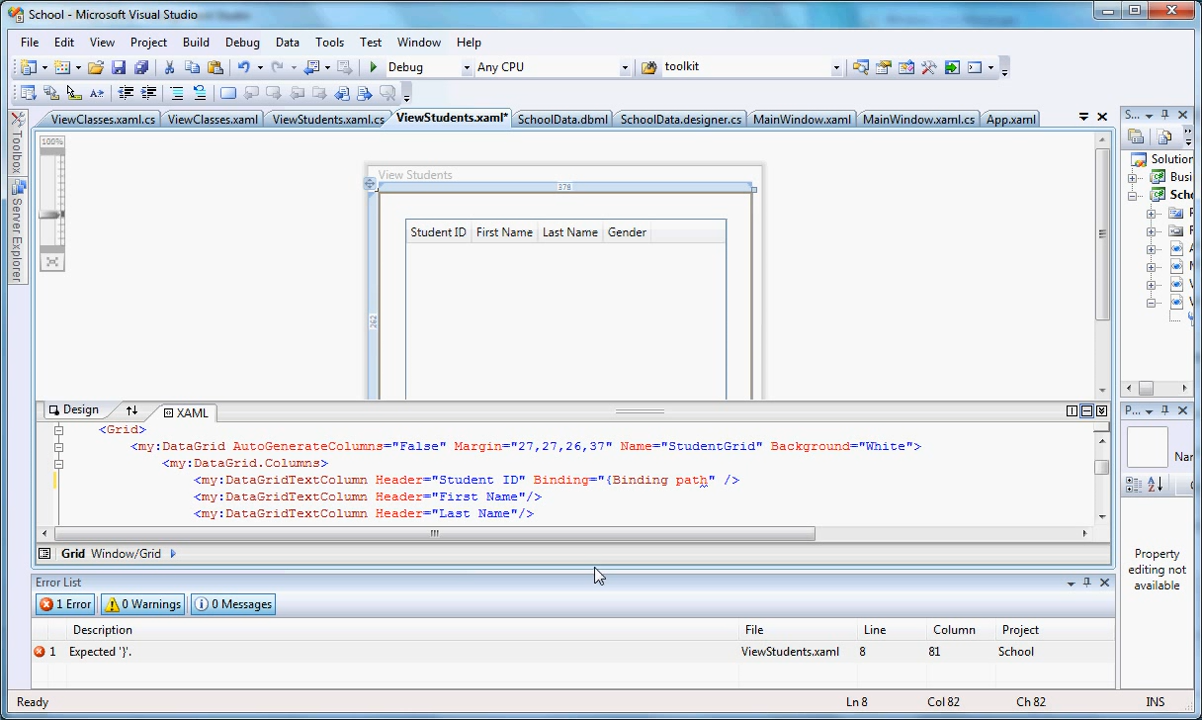 School - Microsoft Visual Studio
File Edit View Project Build Debug Data Tools Test Window Help
Debug Any CPU toolkit
ViewClasses.xaml.cs ViewClasses.xaml ViewStudents.xaml.cs ViewStudents.xaml* SchoolData.dbml SchoolData.designer.cs MainWindow.xaml MainWindow.xaml.cs App.xaml
S...
Toolbox
Server Explorer
100%
Solution
Busi
Scho
View Students
378
262
Student ID First Name Last Name Gender
Design XAML
P...
<Grid>
<my:DataGrid AutoGenerateColumns="False" Margin="27,27,26,37" Name="StudentGrid" Background="White">
<my:DataGrid.Columns>
<my:DataGridTextColumn Header="Student ID" Binding="{Binding path" />
<my:DataGridTextColumn Header="First Name"/>
<my:DataGridTextColumn Header="Last Name"/>
Nar
Grid Window/Grid
Property
editing not
available
Error List
1 Error 0 Warnings 0 Messages
Description File Line Column Project
1 Expected '}'. ViewStudents.xaml 8 81 School
Ready Ln 8 Col 82 Ch 82 INS